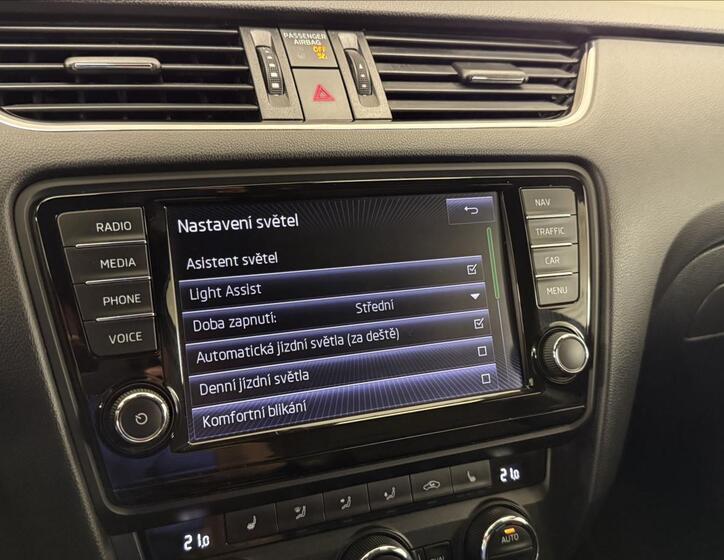 PASSENGER
AIRBAG
OFF
RADIO
MEDIA
PHONE
VOICE
Nastavení světel
Asistent světel
Light Assist
Doba zapnutí: Střední
Automatická jízdní světla (za deště)
Denní jízdní světla
Komfortní blikání
NAV
TRAFFIC
CAR
MENU
21.0
21.0
AUTO